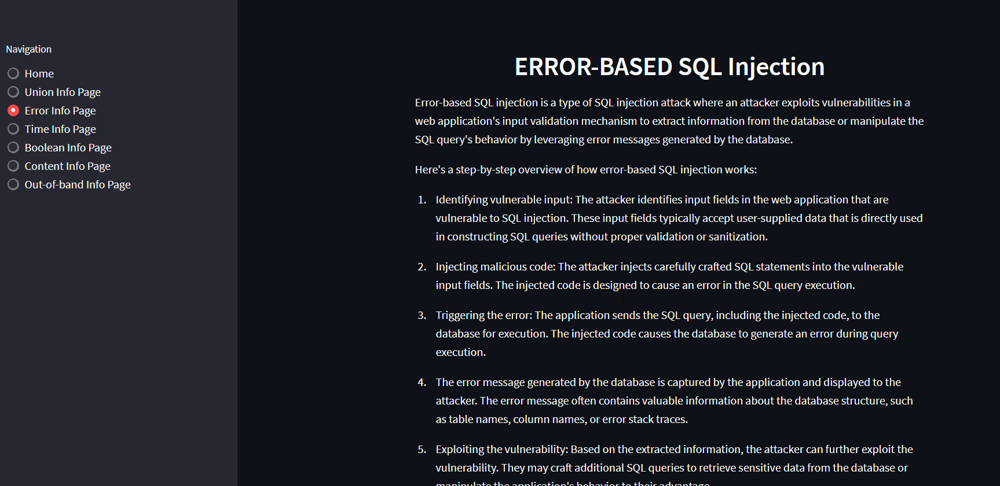 Navigation
Home
Union Info Page
Error Info Page
Time Info Page
Boolean Info Page
Content Info Page
Out-of-band Info Page
ERROR-BASED SQL Injection
Error-based SQL injection is a type of SQL injection attack where an attacker exploits vulnerabilities in a
web application's input validation mechanism to extract information from the database or manipulate the
SQL query's behavior by leveraging error messages generated by the database.
Here's a step-by-step overview of how error-based SQL injection works:
1. Identifying vulnerable input: The attacker identifies input fields in the web application that are
vulnerable to SQL injection. These input fields typically accept user-supplied data that is directly used
in constructing SQL queries without proper validation or sanitization.
2. Injecting malicious code: The attacker injects carefully crafted SQL statements into the vulnerable
input fields. The injected code is designed to cause an error in the SQL query execution.
3. Triggering the error: The application sends the SQL query, including the injected code, to the
database for execution. The injected code causes the database to generate an error during query
execution.
4. The error message generated by the database is captured by the application and displayed to the
attacker. The error message often contains valuable information about the database structure, such
as table names, column names, or error stack traces.
5. Exploiting the vulnerability: Based on the extracted information, the attacker can further exploit the
vulnerability. They may craft additional SQL queries to retrieve sensitive data from the database or
manipulate the application's behavior to their advantage.